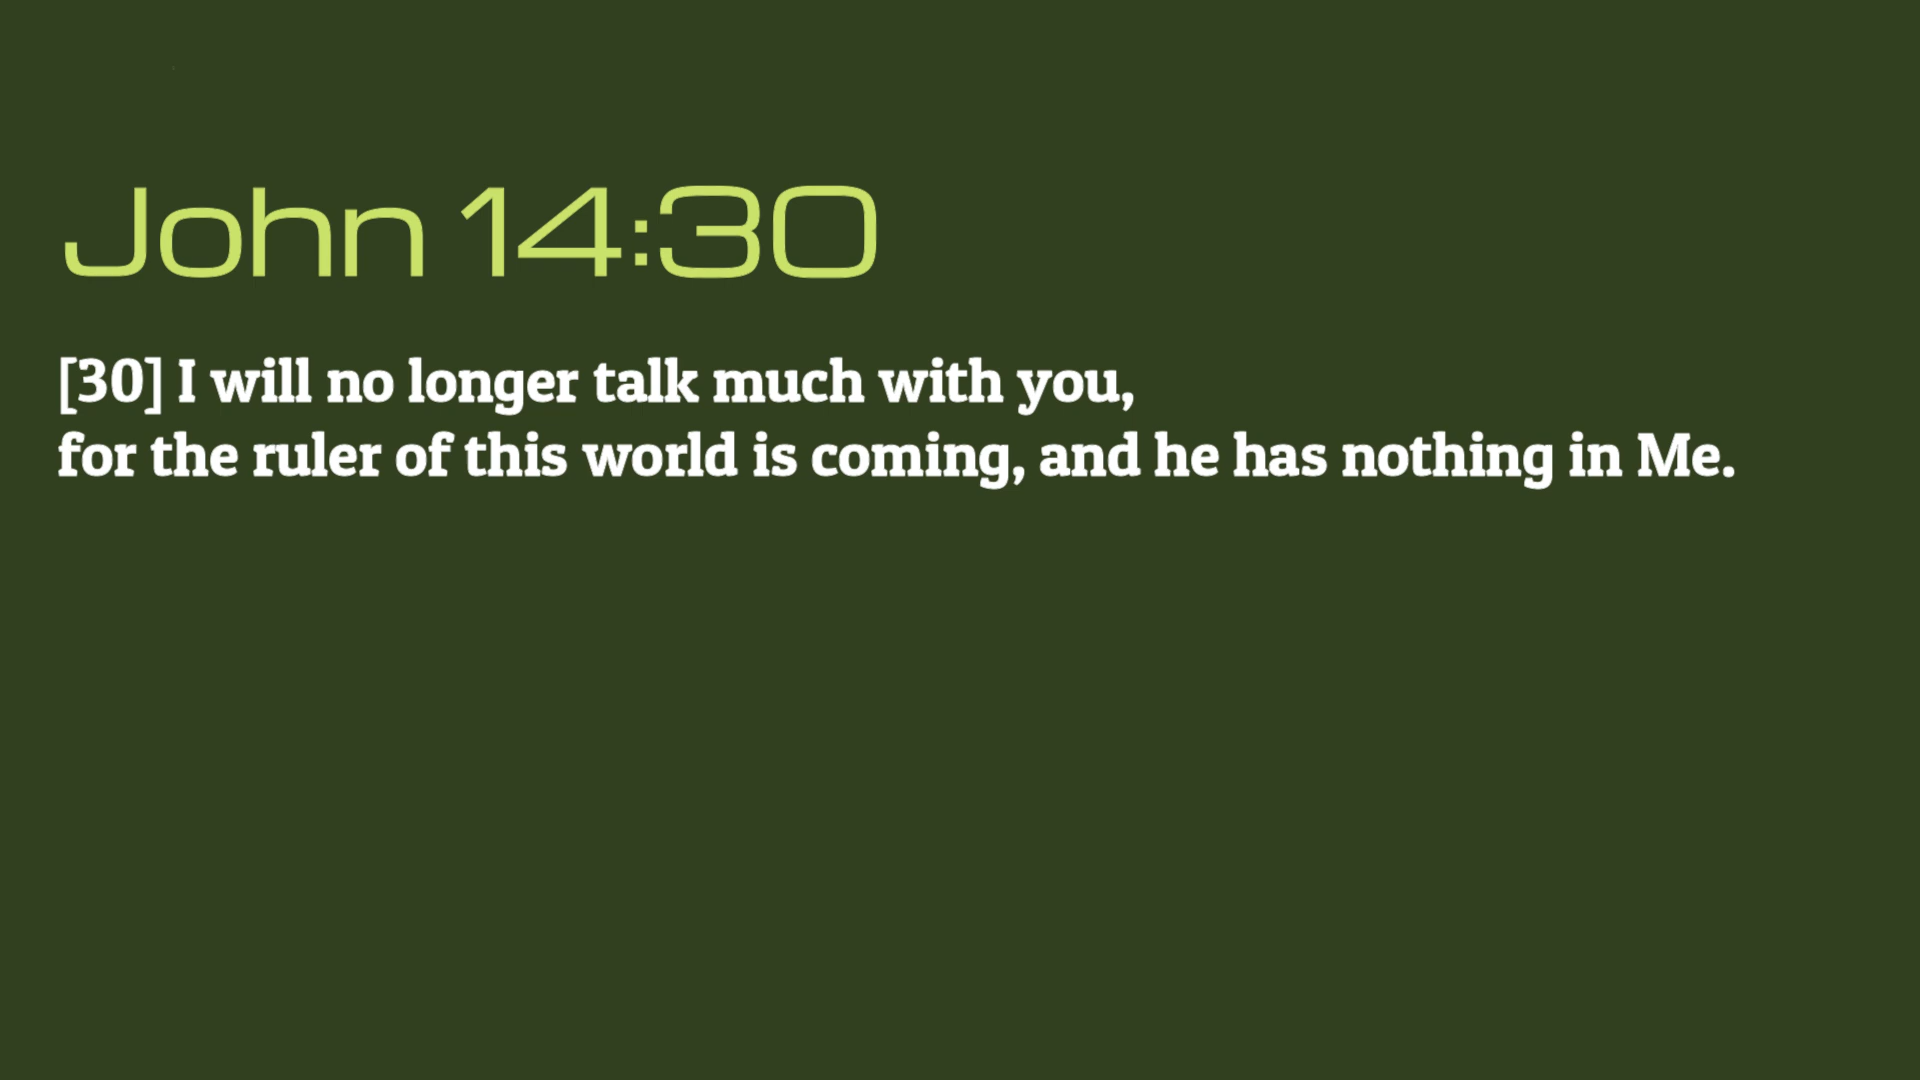 John 14:30
[30] I will no longer talk much with you,
for the ruler of this world is coming, and he has nothing in Me.